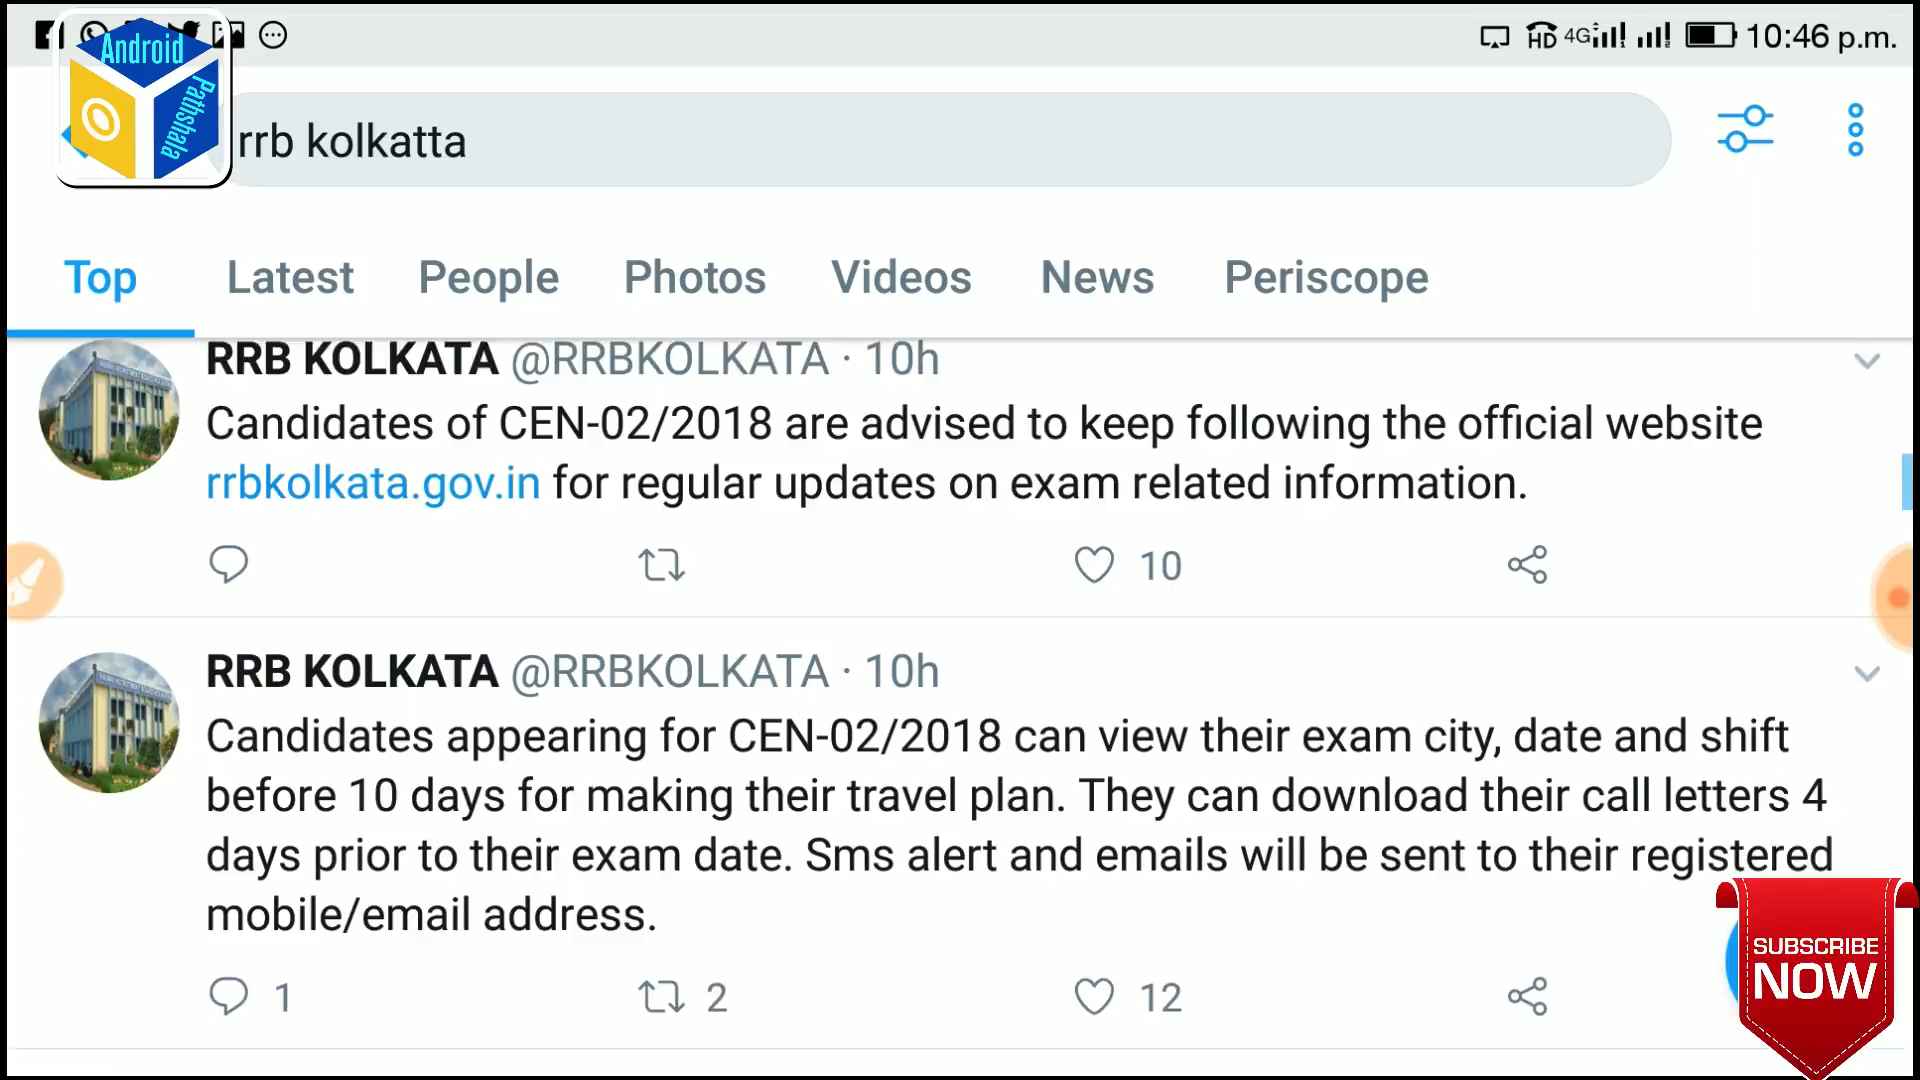 HD 4G 10:46 p.m.
Android
Pathshala
rrb kolkatta
Top Latest People Photos Videos News Periscope
RRB KOLKATA @RRBKOLKATA · 10h
Candidates of CEN-02/2018 are advised to keep following the official website
rrbkolkata.gov.in for regular updates on exam related information.
10
RRB KOLKATA @RRBKOLKATA · 10h
Candidates appearing for CEN-02/2018 can view their exam city, date and shift
before 10 days for making their travel plan. They can download their call letters 4
days prior to their exam date. Sms alert and emails will be sent to their registered
mobile/email address.
1 2 12
SUBSCRIBE
NOW